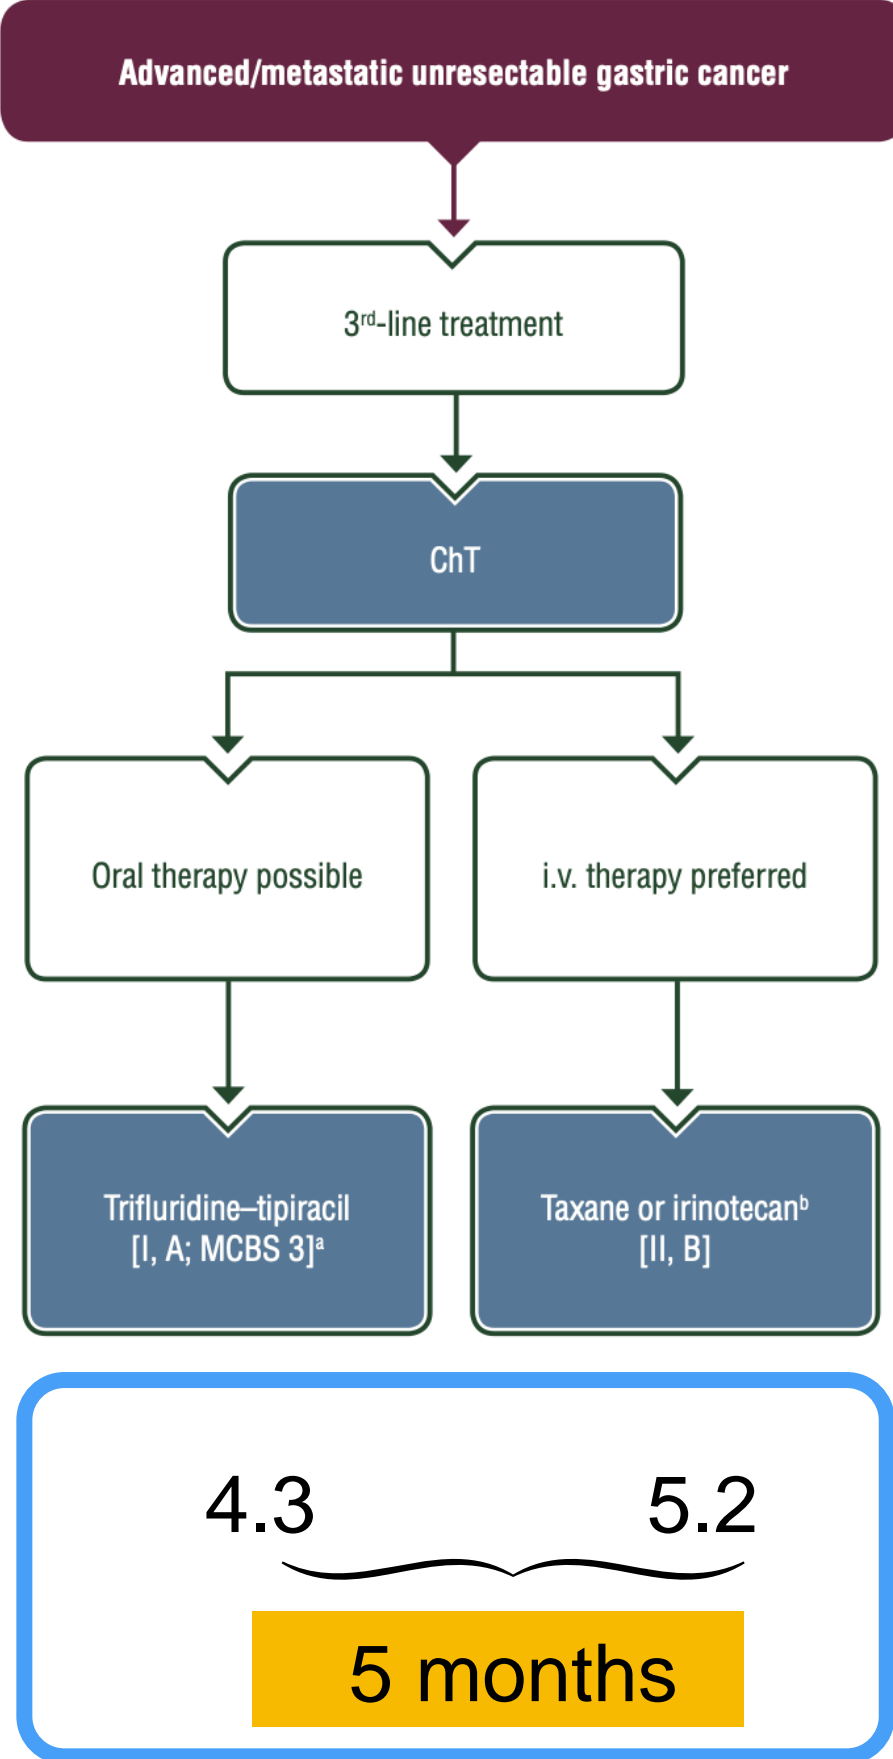 Advanced/metastatic unresectable gastric cancer
3rd-line treatment
ChT
Oral therapy possible
i.v. therapy preferred
Trifluridine–tipiracil
[I, A; MCBS 3]a
Taxane or irinotecanb
[II, B]
4.3
5.2
5 months